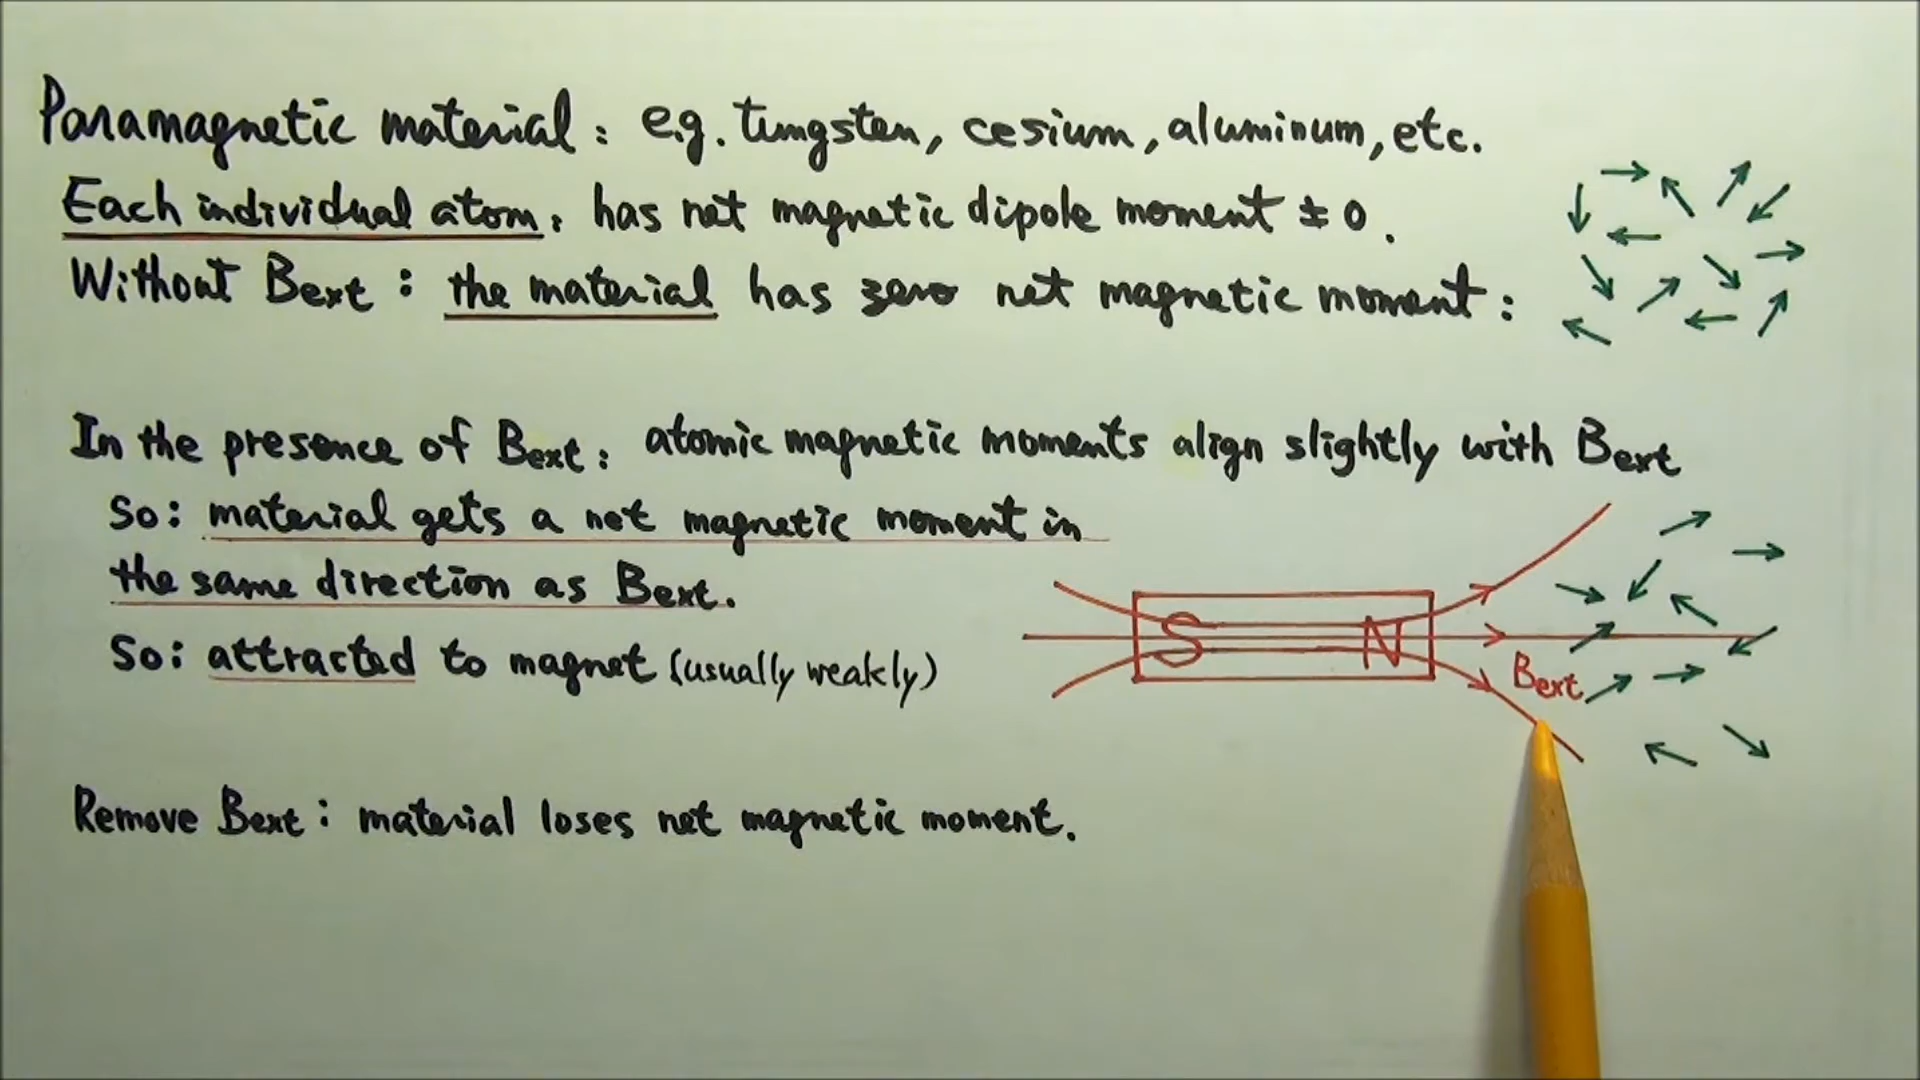 Paramagnetic material: e.g. tungsten, cesium, aluminum, etc.
Each individual atom: has net magnetic dipole moment ≠ 0.
Without Bext: the material has zero net magnetic moment:
In the presence of Bext: atomic magnetic moments align slightly with Bext
So: material gets a net magnetic moment in
the same direction as Bext.
So: attracted to magnet (usually weakly)
S N
Bext
Remove Bext: material loses net magnetic moment.